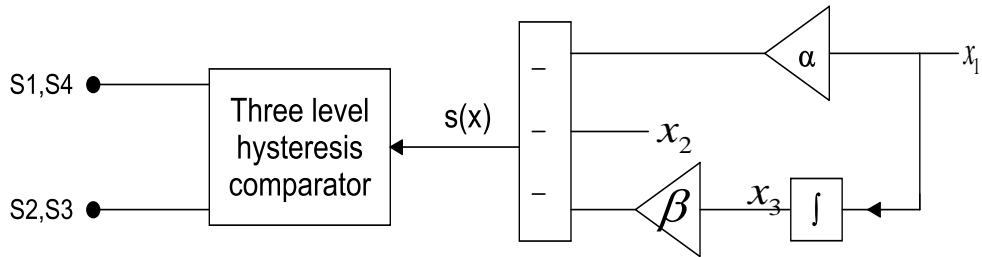 S1,S4
S2,S3
Three level
hysteresis
comparator
s(x)
−
−
−
α
x₁
x₂
β
x₃
∫